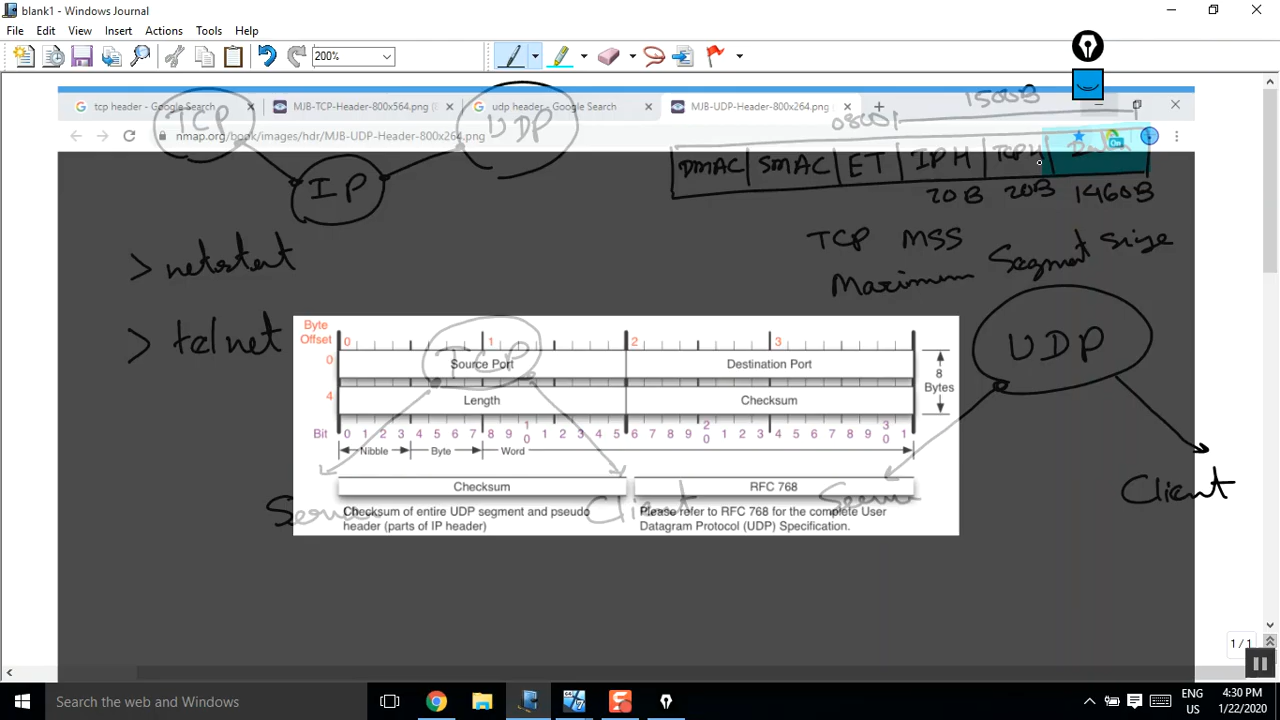 blank1 - Windows Journal
File Edit View Insert Actions Tools Help
200%
tcp header - Google Search
MJB-TCP-Header-800x564.png (8
udp header - Google Search
MJB-UDP-Header-800x264.png
nmap.org/book/images/hdr/MJB-UDP-Header-800x264.png
TCP
UDP
IP
1500B
0800
DMAC SMAC ET IPH TCPH Data
20B 20B 1460B
TCP MSS
Maximum Segment Size
> netstat
> telnet
TCP
UDP
Client
Client
Byte
Offset
0 1 2 3
0
Source Port Destination Port
8
Bytes
4
Length Checksum
Bit 0 1 2 3 4 5 6 7 8 9 10 1 2 3 4 5 6 7 8 9 20 1 2 3 4 5 6 7 8 9 30 1
Nibble Byte Word
Checksum
Checksum of entire UDP segment and pseudo
header (parts of IP header)
RFC 768
Please refer to RFC 768 for the complete User
Datagram Protocol (UDP) Specification.
1 / 1
Search the web and Windows
ENG
US
4:30 PM
1/22/2020